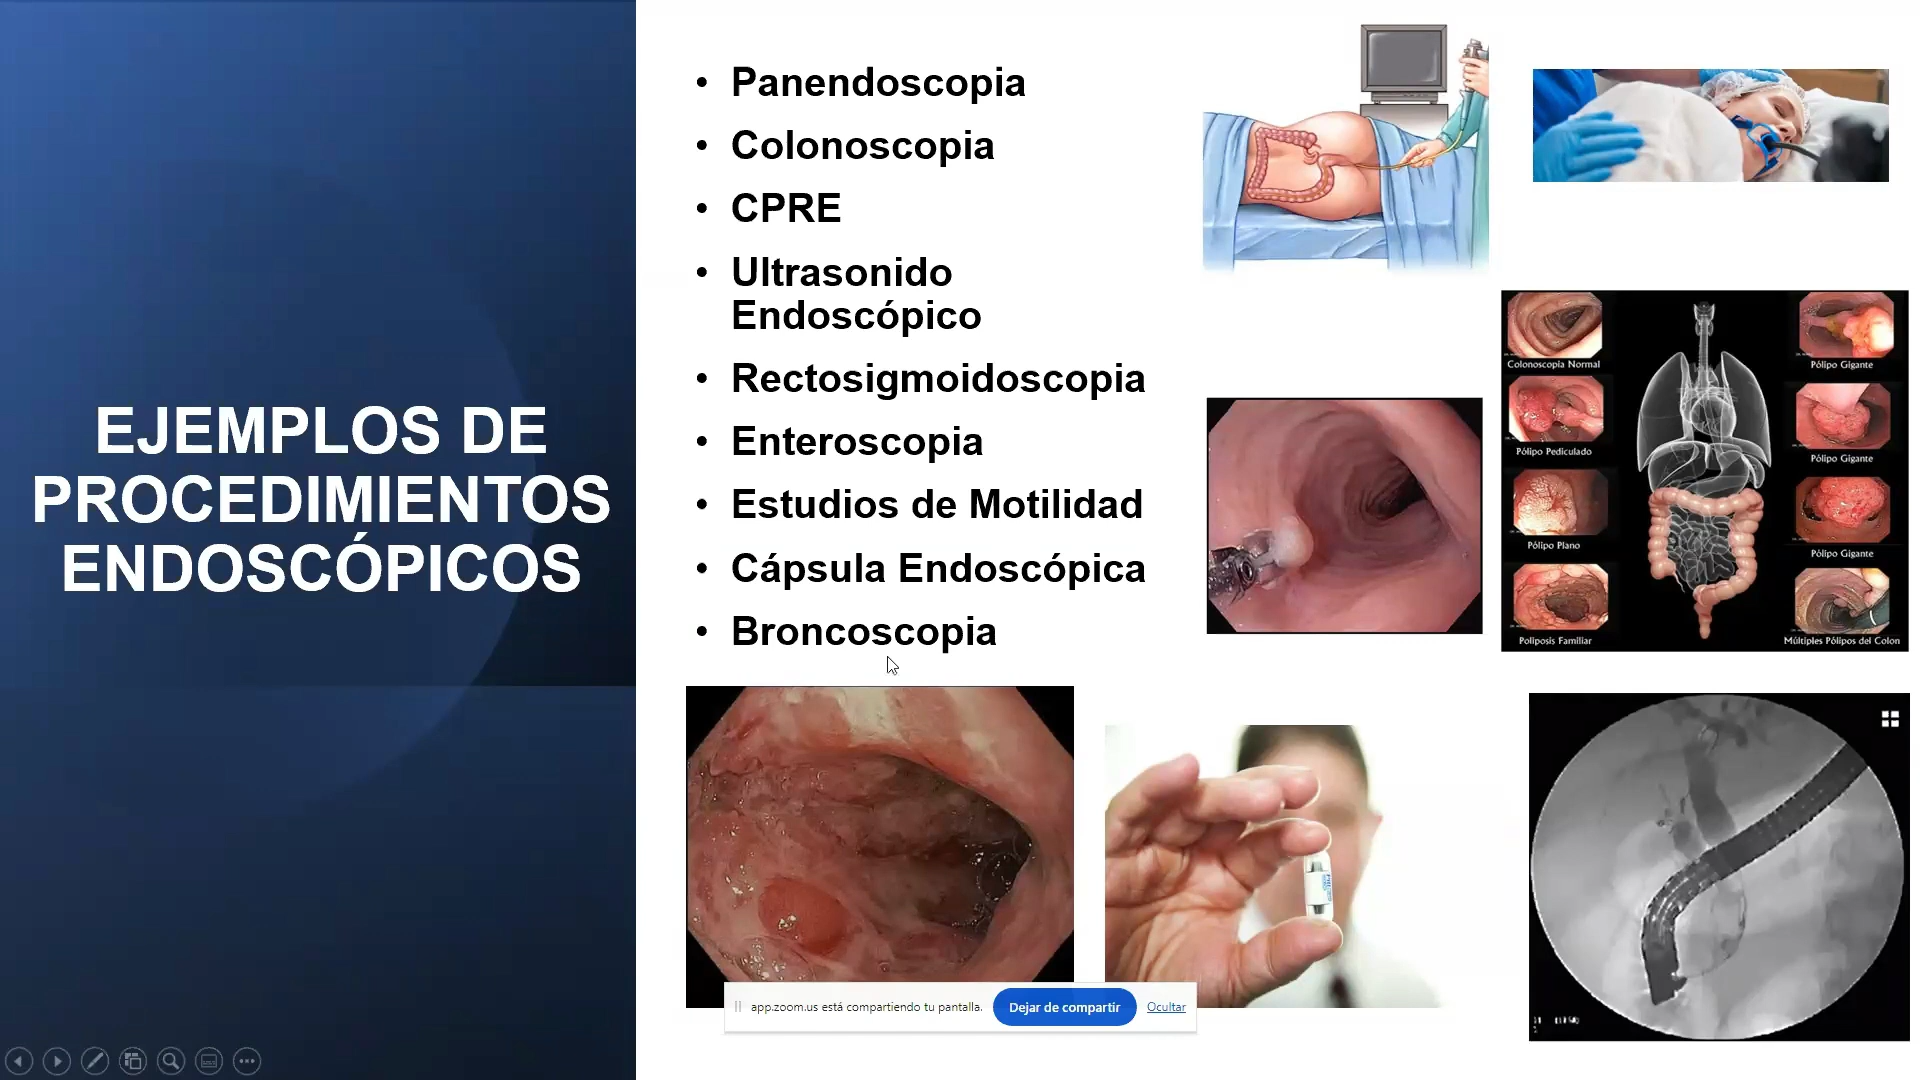 EJEMPLOS DE
PROCEDIMIENTOS
ENDOSCÓPICOS
• Panendoscopia
• Colonoscopia
• CPRE
• Ultrasonido
Endoscópico
• Rectosigmoidoscopia
• Enteroscopia
• Estudios de Motilidad
• Cápsula Endoscópica
• Broncoscopia
Colonoscopia Normal
Pólipo Gigante
Pólipo Pediculado
Pólipo Gigante
Pólipo Plano
Pólipo Gigante
Poliposis Familiar
Múltiples Pólipos del Colon
app.zoom.us está compartiendo tu pantalla.
Dejar de compartir
Ocultar